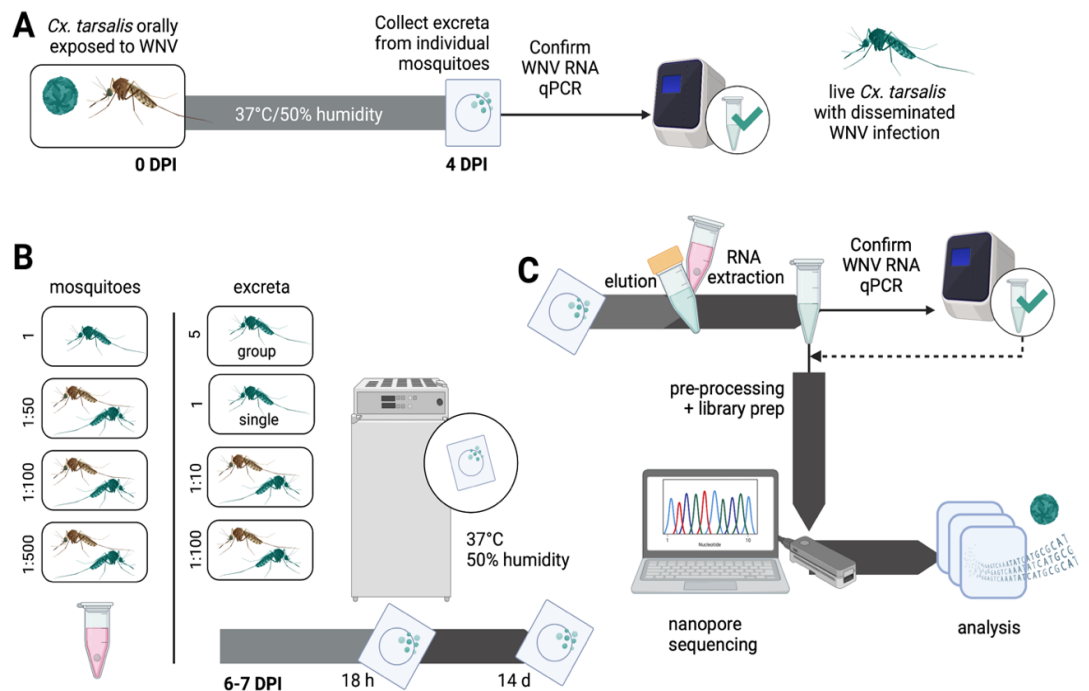 A
Cx. tarsalis orally
exposed to WNV
37°C/50% humidity
0 DPI
Collect excreta
from individual
mosquitoes
4 DPI
Confirm
WNV RNA
qPCR
live Cx. tarsalis
with disseminated
WNV infection
B
mosquitoes
1
1:50
1:100
1:500
excreta
5
group
1
single
1:10
1:100
37°C
50% humidity
6-7 DPI
18 h
14 d
C
elution
RNA
extraction
Confirm
WNV RNA
qPCR
pre-processing
+ library prep
1
10
Nucleotide
nanopore
sequencing
analysis